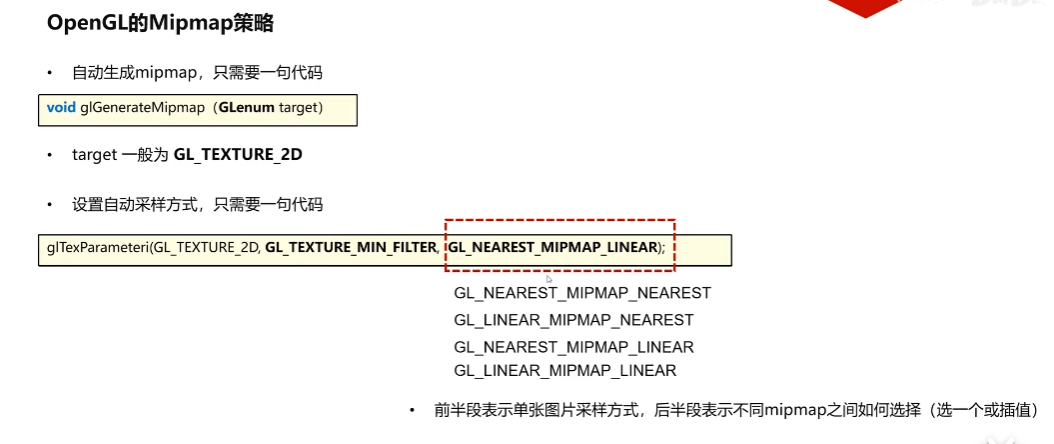 OpenGL的Mipmap策略
• 自动生成mipmap，只需要一句代码
void glGenerateMipmap（GLenum target）
• target 一般为 GL_TEXTURE_2D
• 设置自动采样方式，只需要一句代码
glTexParameteri(GL_TEXTURE_2D, GL_TEXTURE_MIN_FILTER, GL_NEAREST_MIPMAP_LINEAR);
GL_NEAREST_MIPMAP_NEAREST
GL_LINEAR_MIPMAP_NEAREST
GL_NEAREST_MIPMAP_LINEAR
GL_LINEAR_MIPMAP_LINEAR
• 前半段表示单张图片采样方式，后半段表示不同mipmap之间如何选择（选一个或插值）